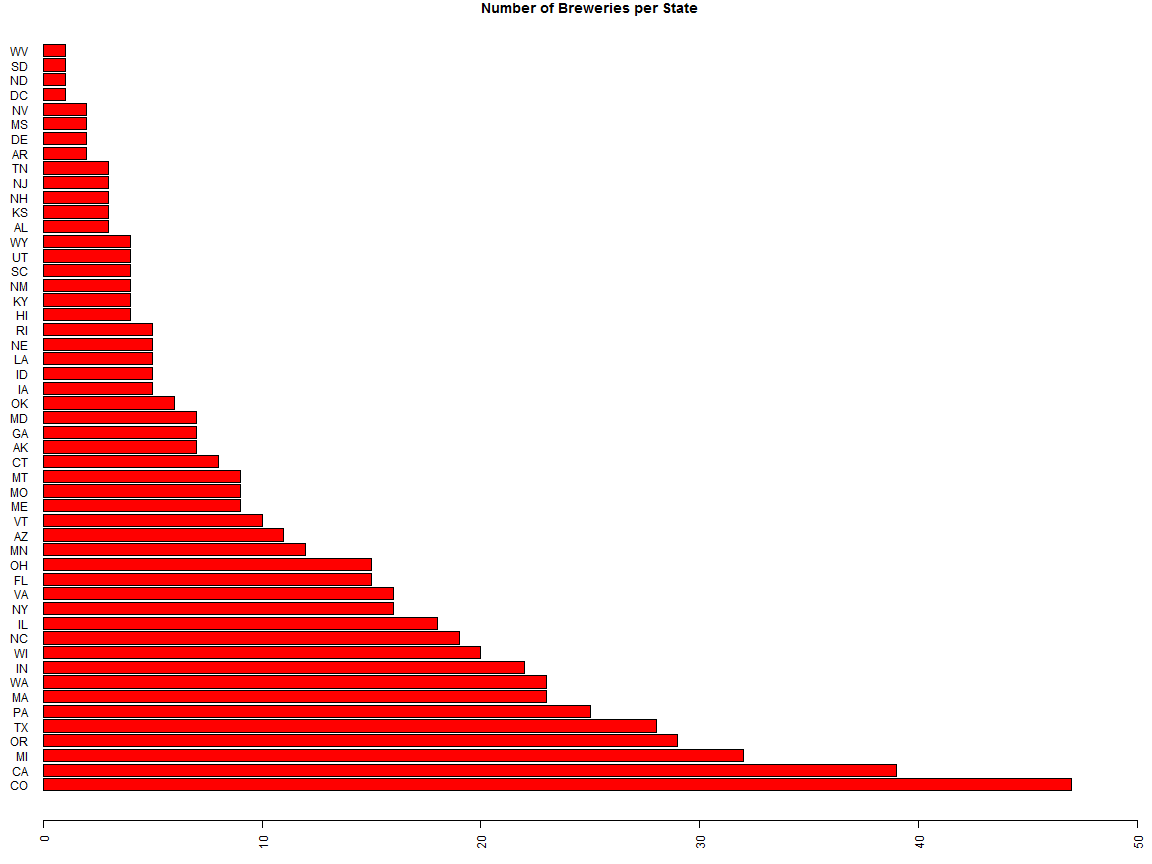 Number of Breweries per State
WV
SD
ND
DC
NV
MS
DE
AR
TN
NJ
NH
KS
AL
WY
UT
SC
NM
KY
HI
RI
NE
LA
ID
IA
OK
MD
GA
AK
CT
MT
MO
ME
VT
AZ
MN
OH
FL
VA
NY
IL
NC
WI
IN
WA
MA
PA
TX
OR
MI
CA
CO
0 10 20 30 40 50